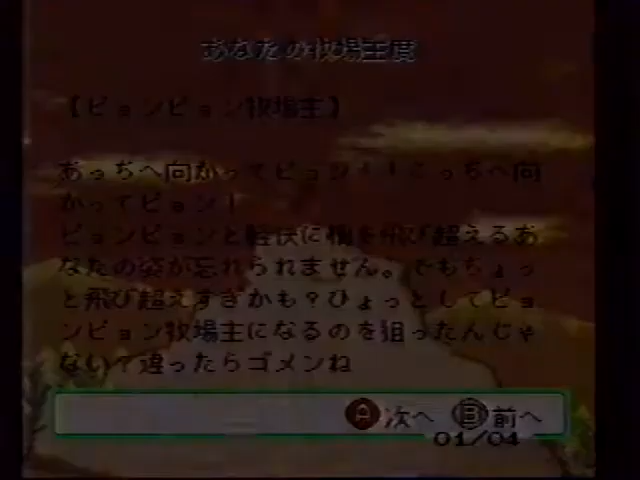 あなたの牧場主度
【ピョンピョン牧場主】
あっちへ向かってピョン!!こっちへ向
かってピョン!
ピョンピョンと軽快に柵を飛び超えるあ
なたの姿が忘れられません。でもちょっ
と飛び超えすぎかも?ひょっとしてピョ
ンピョン牧場主になるのを狙ったんじゃ
ない?違ったらゴメンね
A次へ B前へ
01/04